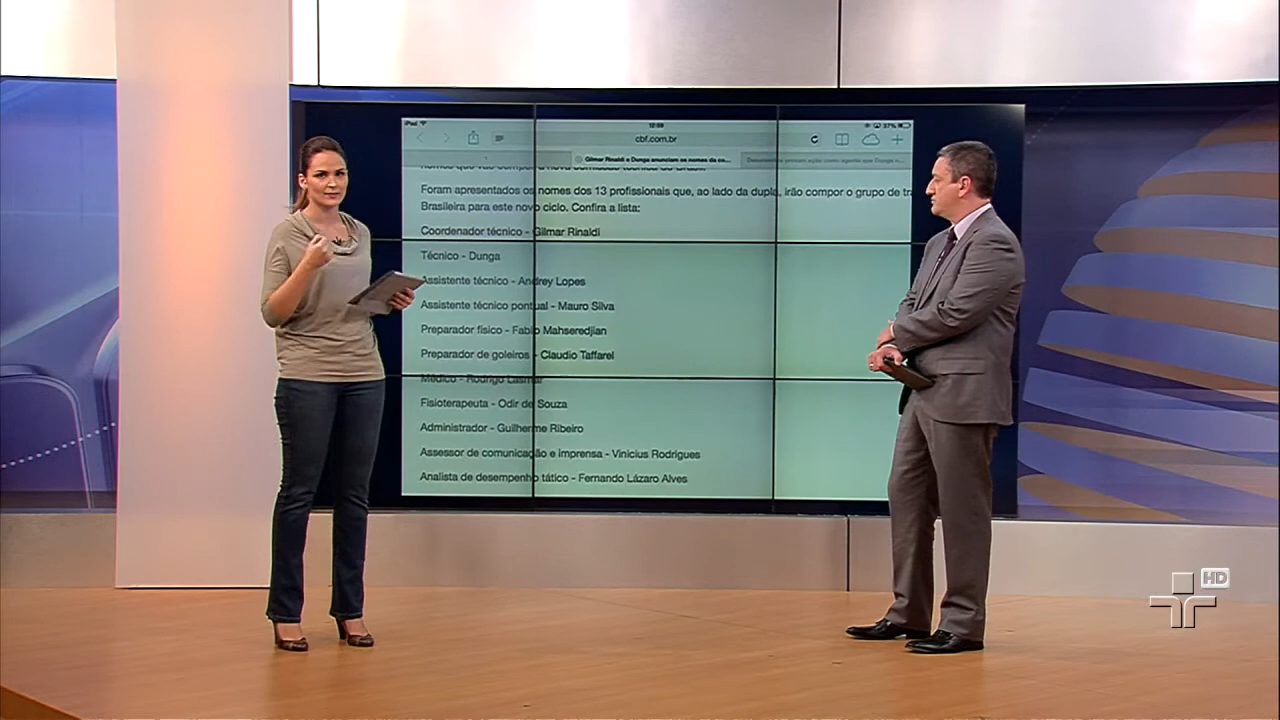 iPad
12:09
37%
cbf.com.br
Gilmar Rinaldi e Dunga anunciam os nomes da co...
Foram apresentados os nomes dos 13 profissionais que, ao lado da dupla, irão compor o grupo de tra
Brasileira para este novo ciclo. Confira a lista:
Coordenador técnico - Gilmar Rinaldi
Técnico - Dunga
Assistente técnico - Andrey Lopes
Assistente técnico pontual - Mauro Silva
Preparador físico - Fabio Mahseredjian
Preparador de goleiros - Claudio Taffarel
Médico - Rodrigo Lasmar
Fisioterapeuta - Odir de Souza
Administrador - Guilherme Ribeiro
Assessor de comunicação e imprensa - Vinicius Rodrigues
Analista de desempenho tático - Fernando Lázaro Alves
HD